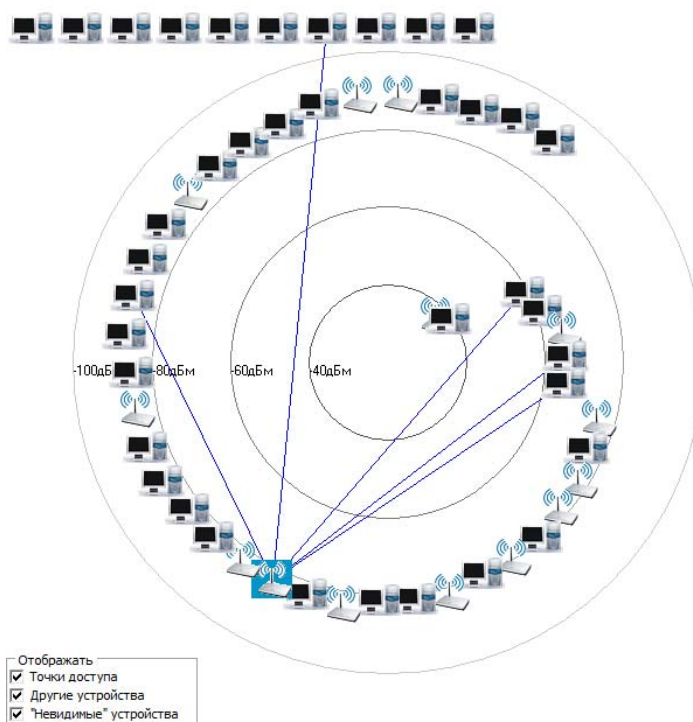 -100дБ -80дБм -60дБм -40дБм
Отображать
Точки доступа
Другие устройства
"Невидимые" устройства